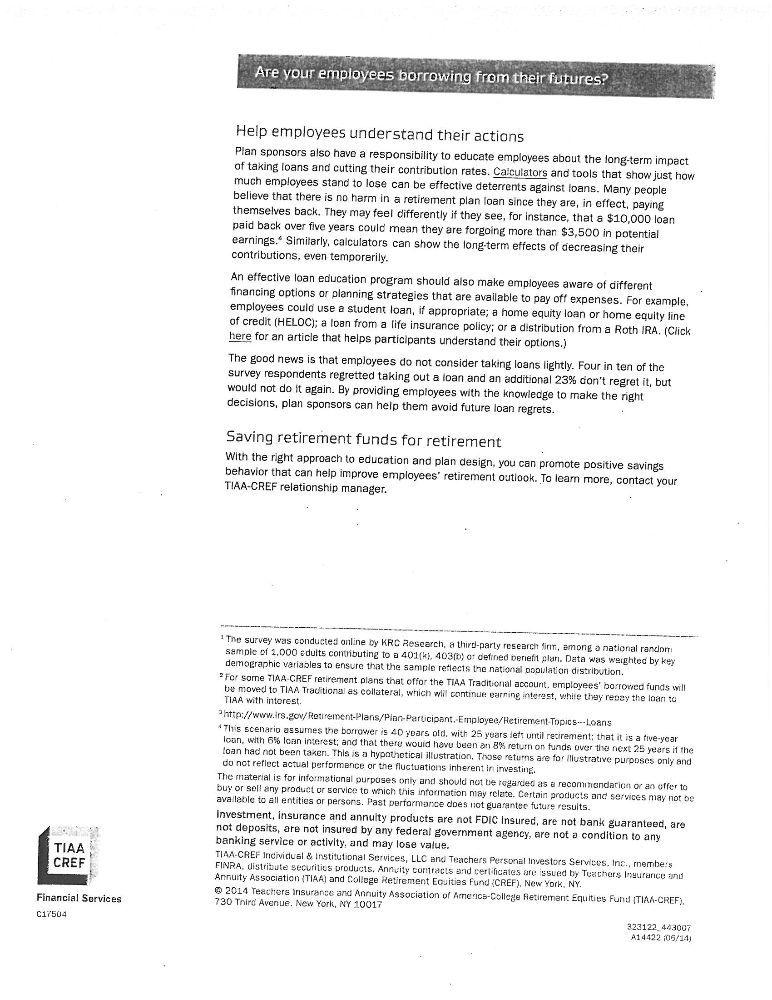 Are your employees borrowing from their futures?
Help employees understand their actions
Plan sponsors also have a responsibility to educate employees about the long-term impact
of taking loans and cutting their contribution rates. Calculators and tools that show just how
much employees stand to lose can be effective deterrents against loans. Many people
believe that there is no harm in a retirement plan loan since they are, in effect, paying
themselves back. They may feel differently if they see, for instance, that a $10,000 loan
paid back over five years could mean they are forgoing more than $3,500 in potential
earnings.⁴ Similarly, calculators can show the long-term effects of decreasing their
contributions, even temporarily.
An effective loan education program should also make employees aware of different
financing options or planning strategies that are available to pay off expenses. For example,
employees could use a student loan, if appropriate; a home equity loan or home equity line
of credit (HELOC); a loan from a life insurance policy; or a distribution from a Roth IRA. (Click
here for an article that helps participants understand their options.)
The good news is that employees do not consider taking loans lightly. Four in ten of the
survey respondents regretted taking out a loan and an additional 23% don't regret it, but
would not do it again. By providing employees with the knowledge to make the right
decisions, plan sponsors can help them avoid future loan regrets.
Saving retirement funds for retirement
With the right approach to education and plan design, you can promote positive savings
behavior that can help improve employees' retirement outlook. To learn more, contact your
TIAA-CREF relationship manager.
¹ The survey was conducted online by KRC Research, a third-party research firm, among a national random
sample of 1,000 adults contributing to a 401(k), 403(b) or defined benefit plan. Data was weighted by key
demographic variables to ensure that the sample reflects the national population distribution.
² For some TIAA-CREF retirement plans that offer the TIAA Traditional account, employees' borrowed funds will
be moved to TIAA Traditional as collateral, which will continue earning interest, while they repay the loan to
TIAA with interest.
³ http://www.irs.gov/Retirement-Plans/Plan-Participant,-Employee/Retirement-Topics---Loans
⁴ This scenario assumes the borrower is 40 years old, with 25 years left until retirement; that it is a five-year
loan, with 6% loan interest; and that there would have been an 8% return on funds over the next 25 years if the
loan had not been taken. This is a hypothetical illustration. These returns are for illustrative purposes only and
do not reflect actual performance or the fluctuations inherent in investing.
The material is for informational purposes only and should not be regarded as a recommendation or an offer to
buy or sell any product or service to which this information may relate. Certain products and services may not be
available to all entities or persons. Past performance does not guarantee future results.
Investment, insurance and annuity products are not FDIC insured, are not bank guaranteed, are
not deposits, are not insured by any federal government agency, are not a condition to any
banking service or activity, and may lose value.
TIAA-CREF Individual & Institutional Services, LLC and Teachers Personal Investors Services, Inc., members
FINRA, distribute securities products. Annuity contracts and certificates are issued by Teachers Insurance and
Annuity Association (TIAA) and College Retirement Equities Fund (CREF), New York, NY.
© 2014 Teachers Insurance and Annuity Association of America-College Retirement Equities Fund (TIAA-CREF),
730 Third Avenue, New York, NY 10017
TIAA
CREF
Financial Services
C17504
323122_443007
A14422 (06/14)